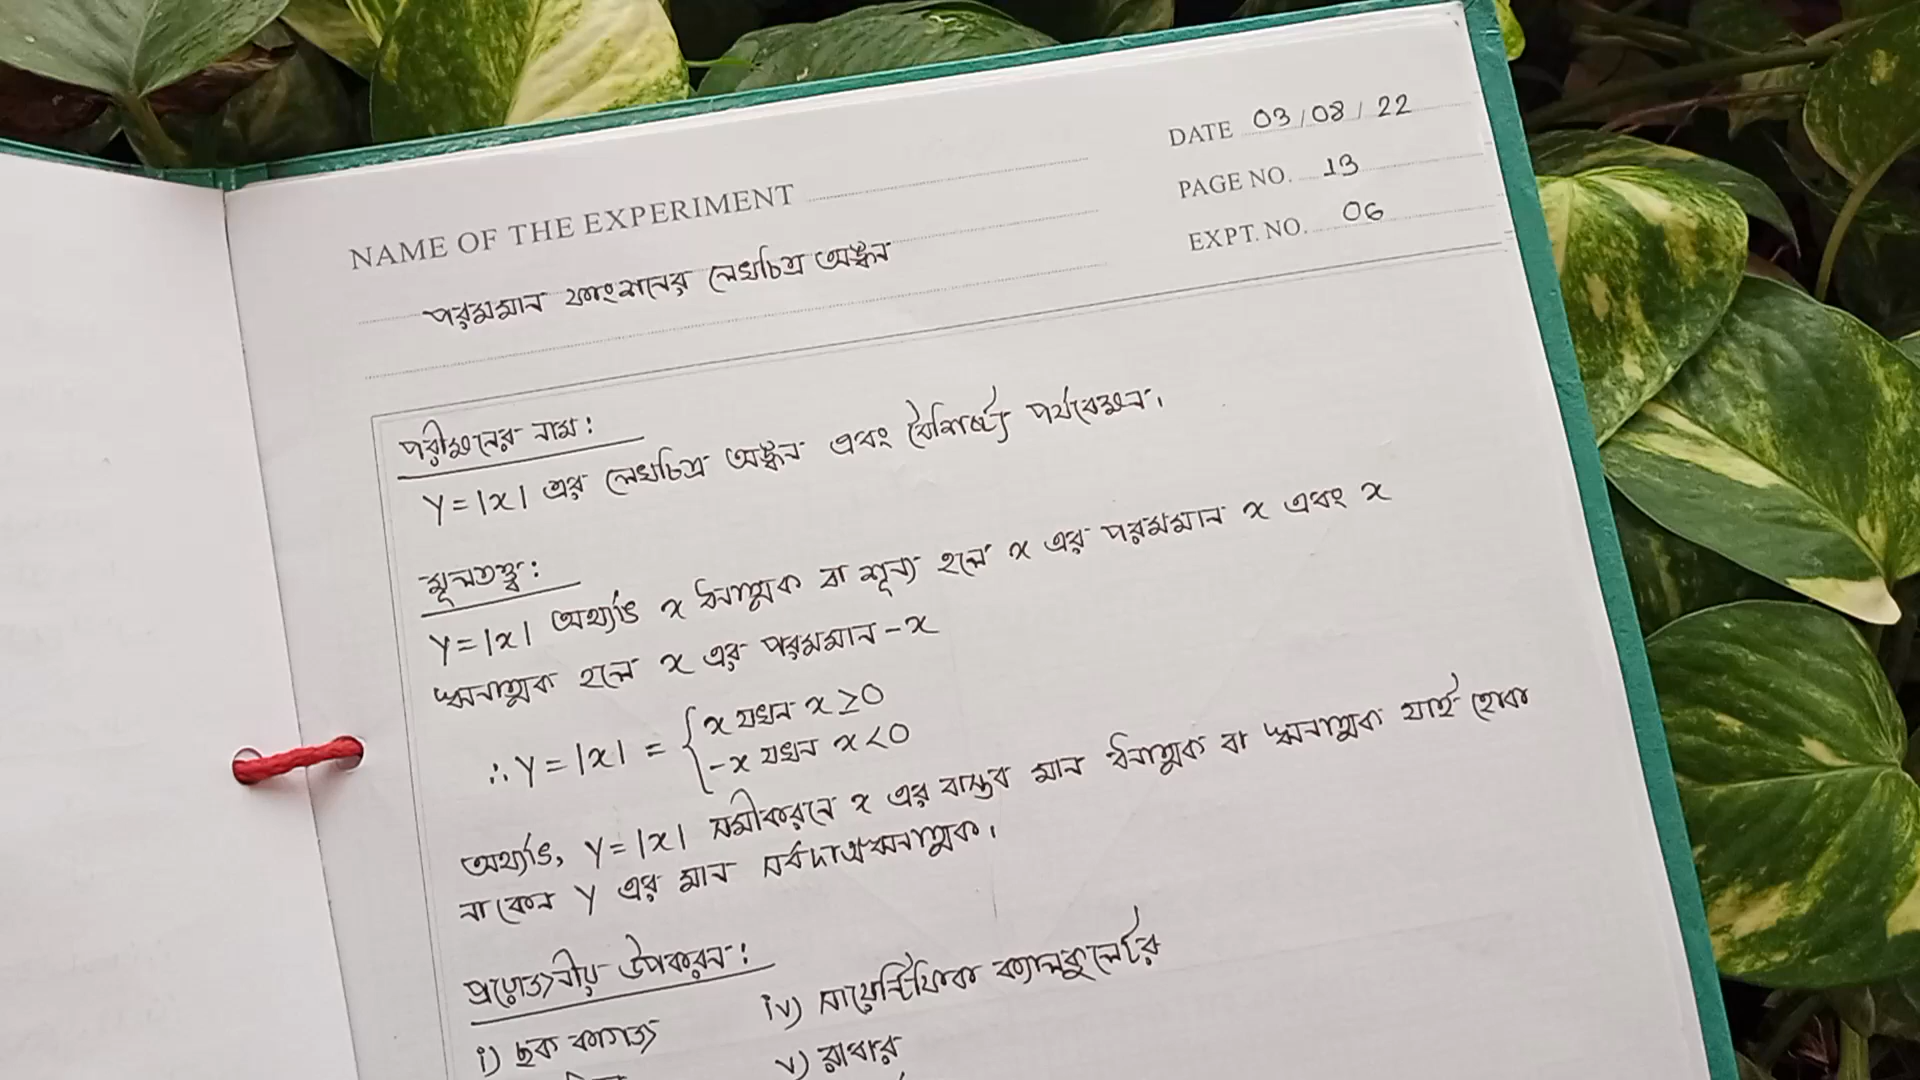 DATE 03/08/22
PAGE NO. 13
EXPT. NO. 06
NAME OF THE EXPERIMENT
পরমমান ফাংশনের লেখচিত্র অঙ্কন
পরীক্ষনের নাম:
Y=|x| এর লেখচিত্র অঙ্কন এবং বৈশিষ্ট্য পর্যবেক্ষন।
মূলতত্ত্ব:
Y=|x| অর্থ্যাৎ x ধনাত্মক বা শূন্য হলে x এর পরমমান x এবং x
ঋনাত্মক হলে x এর পরমমান -x
∴ Y = |x| = { x যখন x ≥ 0
-x যখন x < 0
অর্থ্যাৎ, Y=|x| সমীকরনে x এর বাস্তব মান ধনাত্মক বা ঋনাত্মক যাই হোক
না কেন Y এর মান সর্বদা অঋনাত্মক।
প্রয়োজনীয় উপকরন:
i) ছক কাগজ
iv) সায়েন্টিফিক ক্যালকুলেটর
v) রাবার